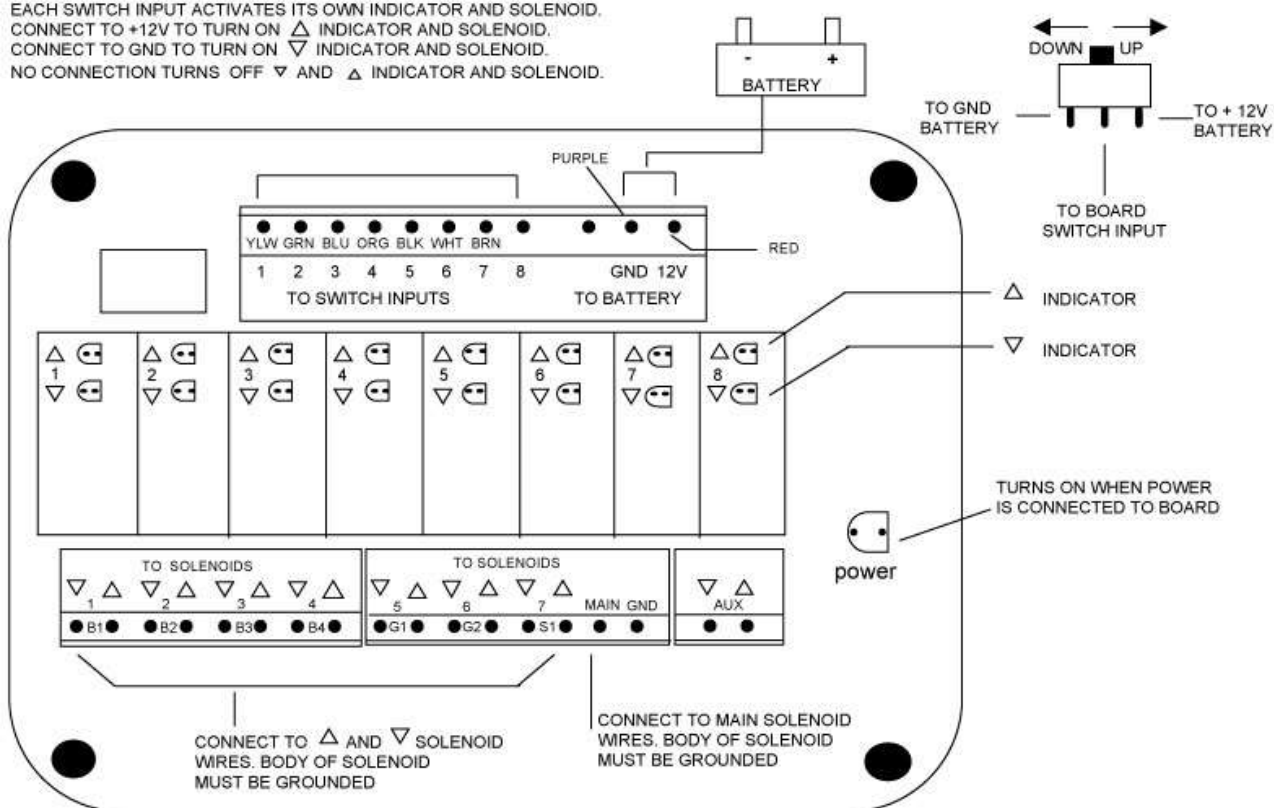 EACH SWITCH INPUT ACTIVATES ITS OWN INDICATOR AND SOLENOID.
CONNECT TO +12V TO TURN ON △ INDICATOR AND SOLENOID.
CONNECT TO GND TO TURN ON ▽ INDICATOR AND SOLENOID.
NO CONNECTION TURNS OFF ▽ AND △ INDICATOR AND SOLENOID.
- +
BATTERY
DOWN UP
TO GND
BATTERY
TO + 12V
BATTERY
TO BOARD
SWITCH INPUT
PURPLE
RED
YLW GRN BLU ORG BLK WHT BRN
1 2 3 4 5 6 7 8 GND 12V
TO SWITCH INPUTS TO BATTERY
△ INDICATOR
▽ INDICATOR
△ △ △ △ △ △ △ △
1 2 3 4 5 6 7 8
▽ ▽ ▽ ▽ ▽ ▽ ▽ ▽
TURNS ON WHEN POWER
IS CONNECTED TO BOARD
power
TO SOLENOIDS
▽ △ ▽ △ ▽ △ ▽ △
1 2 3 4
B1 B2 B3 B4
TO SOLENOIDS
▽ △ ▽ △ ▽ △
5 6 7 MAIN GND
G1 G2 S1
▽ △
AUX
CONNECT TO △ AND ▽ SOLENOID
WIRES. BODY OF SOLENOID
MUST BE GROUNDED
CONNECT TO MAIN SOLENOID
WIRES. BODY OF SOLENOID
MUST BE GROUNDED